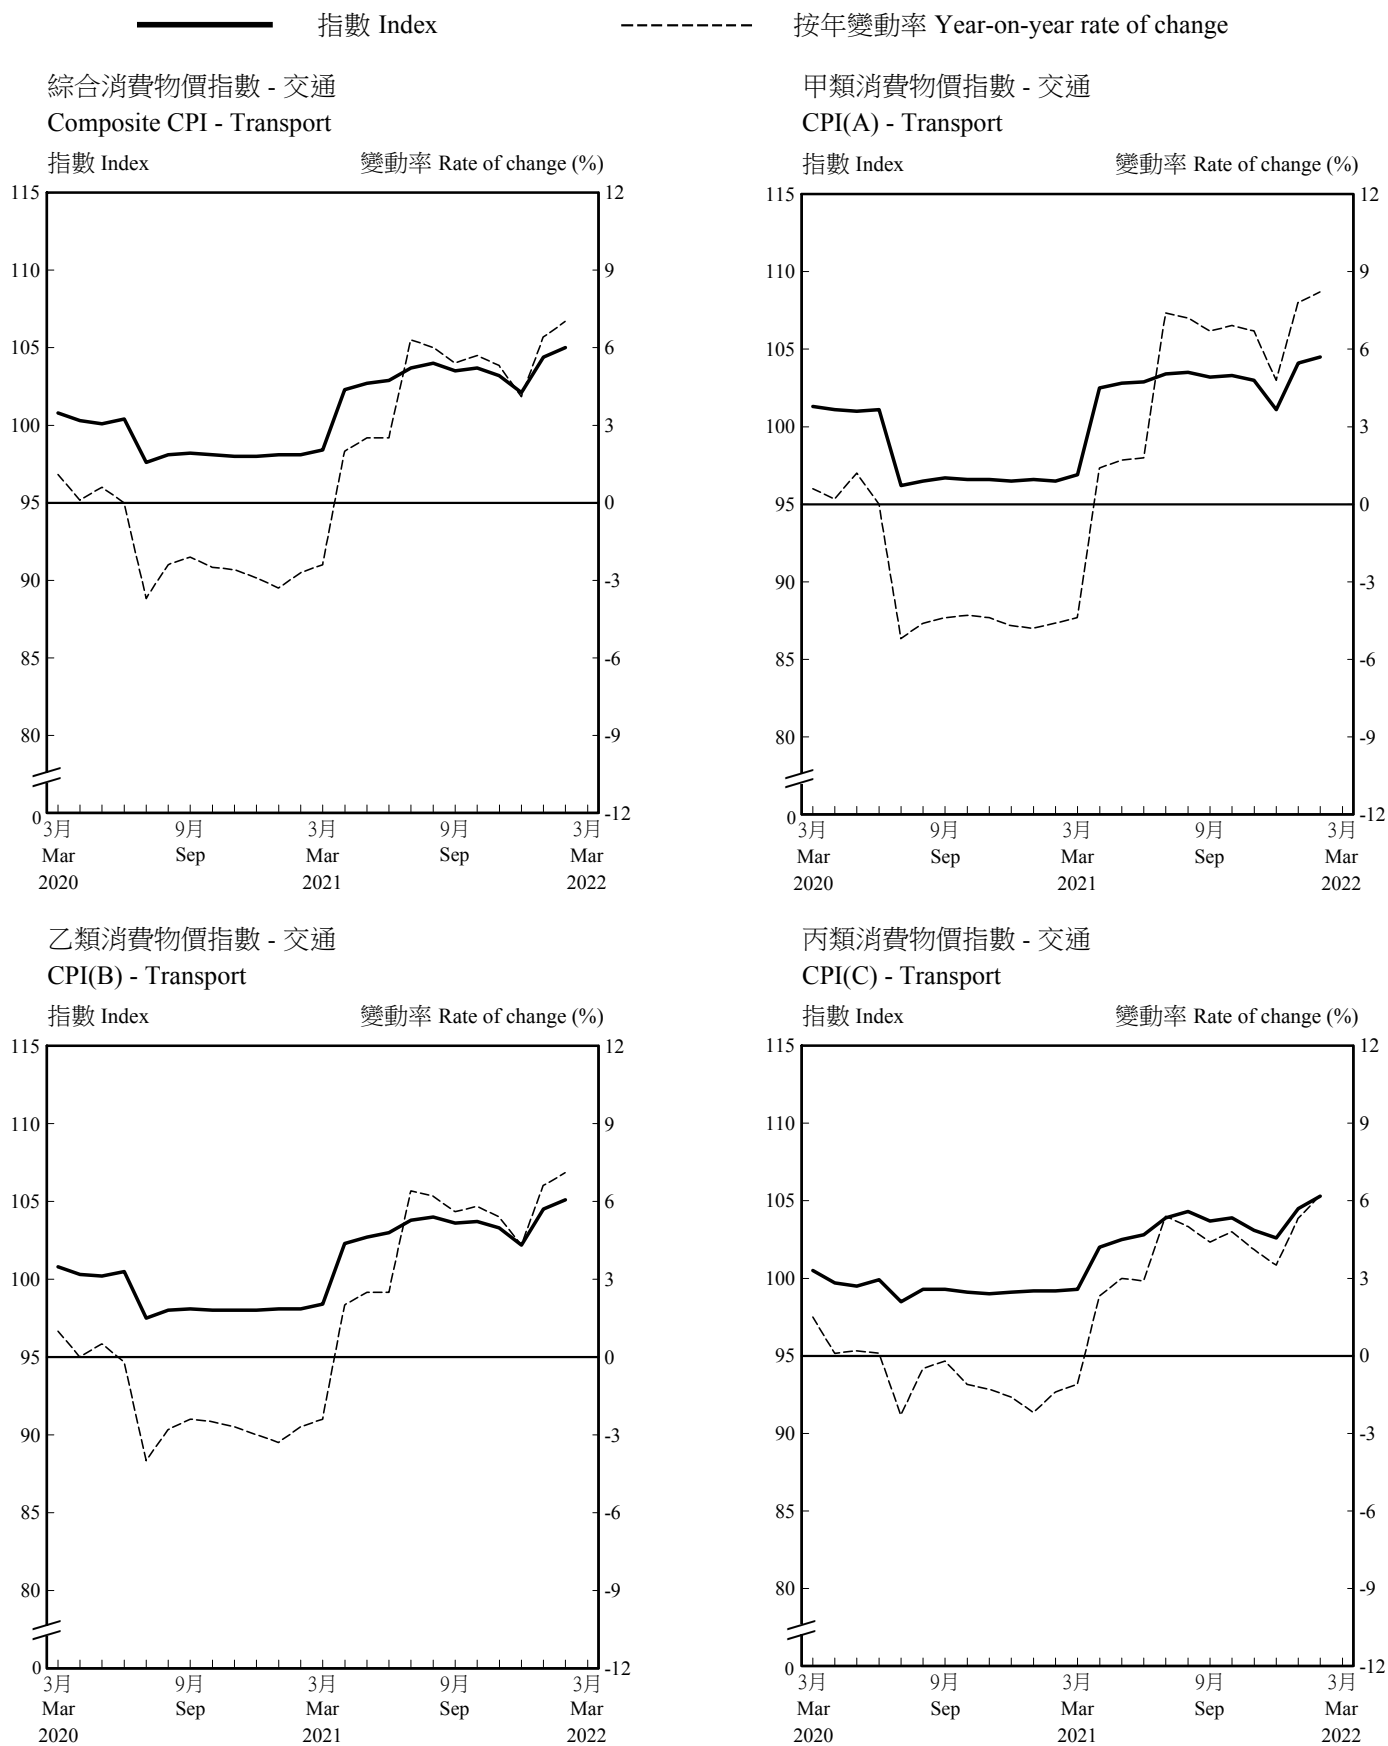 指數 Index 按年變動率 Year-on-year rate of change
綜合消費物價指數 - 交通
Composite CPI - Transport
指數 Index 變動率 Rate of change (%)
115 12
110 9
105 6
100 3
95 0
90 -3
85 -6
80 -9
0 -12
3月 9月 3月 9月 3月
Mar Sep Mar Sep Mar
2020 2021 2022
甲類消費物價指數 - 交通
CPI(A) - Transport
指數 Index 變動率 Rate of change (%)
115 12
110 9
105 6
100 3
95 0
90 -3
85 -6
80 -9
0 -12
3月 9月 3月 9月 3月
Mar Sep Mar Sep Mar
2020 2021 2022
乙類消費物價指數 - 交通
CPI(B) - Transport
指數 Index 變動率 Rate of change (%)
115 12
110 9
105 6
100 3
95 0
90 -3
85 -6
80 -9
0 -12
3月 9月 3月 9月 3月
Mar Sep Mar Sep Mar
2020 2021 2022
丙類消費物價指數 - 交通
CPI(C) - Transport
指數 Index 變動率 Rate of change (%)
115 12
110 9
105 6
100 3
95 0
90 -3
85 -6
80 -9
0 -12
3月 9月 3月 9月 3月
Mar Sep Mar Sep Mar
2020 2021 2022